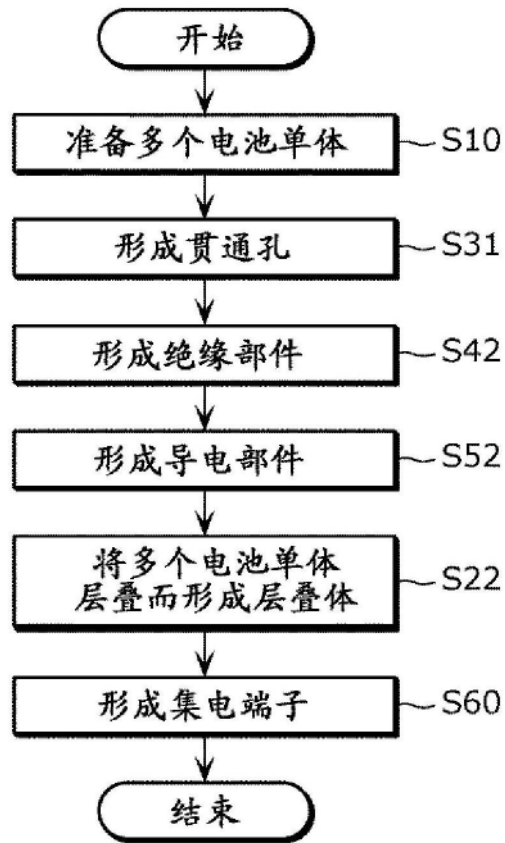 开始
准备多个电池单体
S10
形成贯通孔
S31
形成绝缘部件
S42
形成导电部件
S52
将多个电池单体
层叠而形成层叠体
S22
形成集电端子
S60
结束